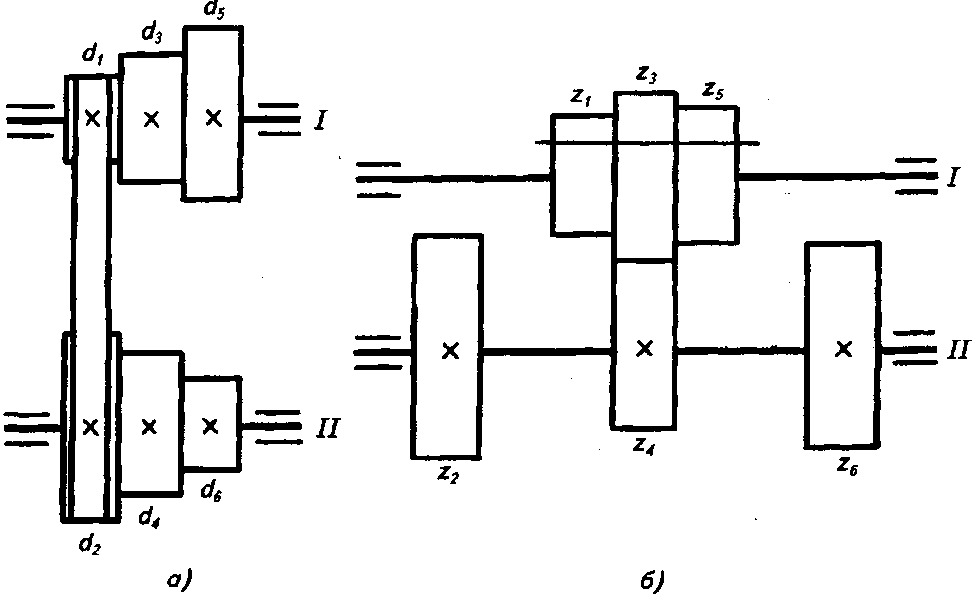 d₁ d₃ d₅
I
II
d₂ d₄ d₆
а)
z₁ z₃ z₅
I
II
z₂ z₄ z₆
б)